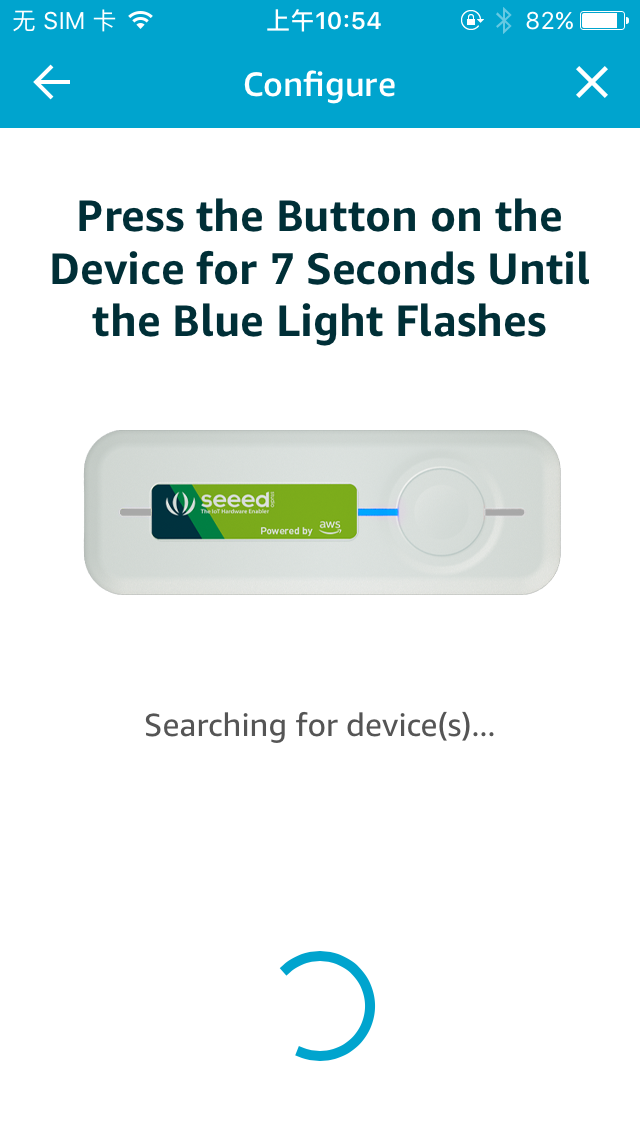 无 SIM 卡 上午10:54 82%
Configure
Press the Button on the
Device for 7 Seconds Until
the Blue Light Flashes
seeed
The IoT Hardware Enabler
Powered by aws
Searching for device(s)...